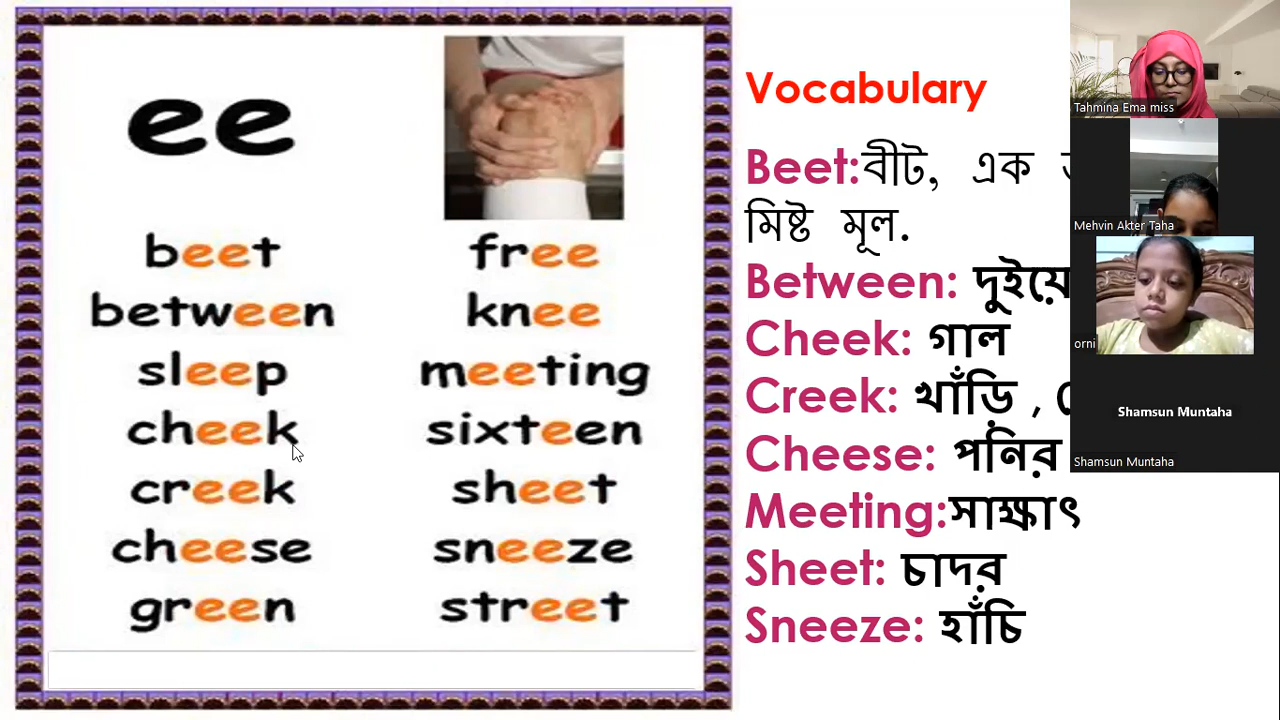 ee
beet
between
sleep
cheek
creek
cheese
green
free
knee
meeting
sixteen
sheet
sneeze
street
Vocabulary
Beet:বীট, এক
মিষ্ট মূল.
Between:
Cheek: গাল
Creek: খাঁড়ি ,
Cheese: পনির
Meeting:সাক্ষাৎ
Sheet: চাদর
Sneeze: হাঁচি
Tahmina Ema miss
Mehvin Akter Taha
orni
Shamsun Muntaha
Shamsun Muntaha